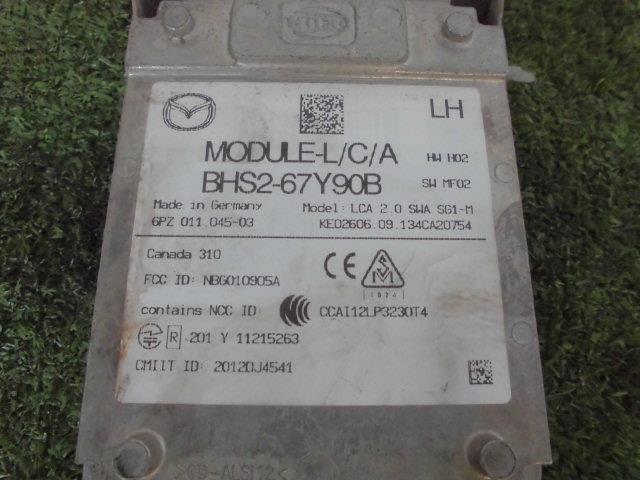 LH
MODULE-L/C/A HW H02
BHS2-67Y90B SW MF02
Made in Germany Model: LCA 2.0 SWA SG1-M
6PZ 011.045-03 KE02606.09.134CA20754
Canada 310
FCC ID: NBG010905A CE
contains NCC ID: CCAI12LP3230T4
R 201 Y 11215263
CMIIT ID: 2012DJ4541
>GD-ALSi12<